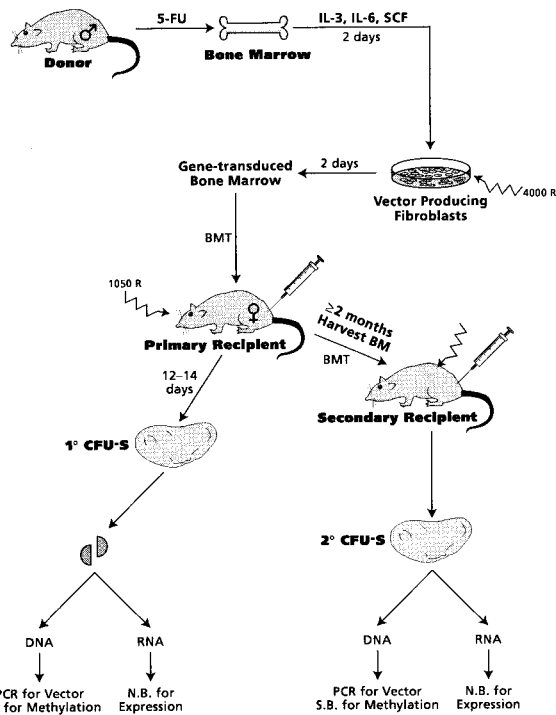 5-FU
IL-3, IL-6, SCF
2 days
Donor
Bone Marrow
2 days
Gene-transduced
Bone Marrow
4000 R
Vector Producing
Fibroblasts
BMT
1050 R
≥2 months
Harvest BM
BMT
Primary Recipient
12–14
days
Secondary Recipient
1° CFU-S
2° CFU-S
DNA
RNA
DNA
RNA
PCR for Vector
for Methylation
N.B. for
Expression
PCR for Vector
S.B. for Methylation
N.B. for
Expression